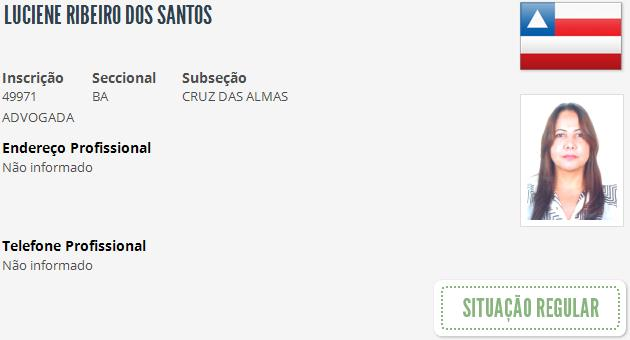 LUCIENE RIBEIRO DOS SANTOS
Inscrição Seccional Subseção
49971 BA CRUZ DAS ALMAS
ADVOGADA
Endereço Profissional
Não informado
Telefone Profissional
Não informado
SITUAÇÃO REGULAR